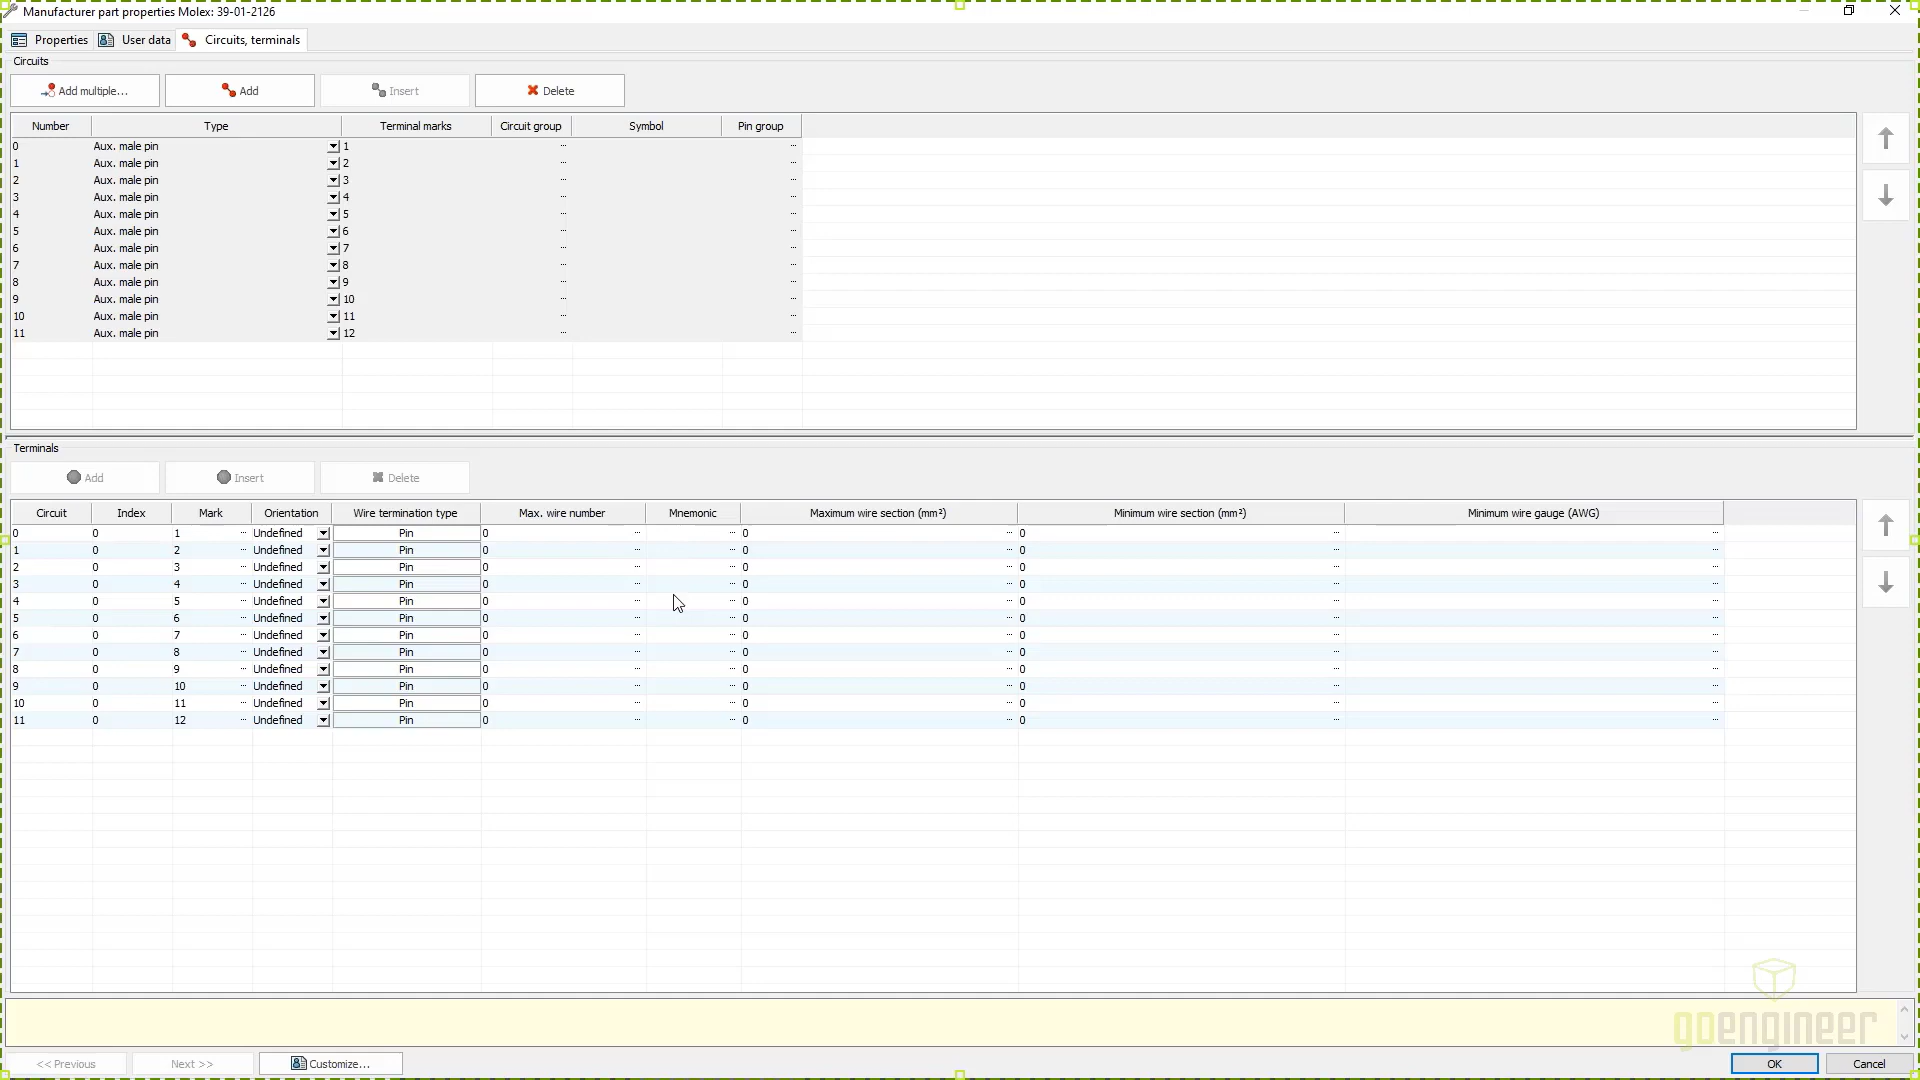 Manufacturer part properties Molex: 39-01-2126
Properties User data Circuits, terminals
Circuits
Add multiple... Add Insert Delete
Number Type Terminal marks Circuit group Symbol Pin group
0 Aux. male pin 1 ... ...
1 Aux. male pin 2 ... ...
2 Aux. male pin 3 ... ...
3 Aux. male pin 4 ... ...
4 Aux. male pin 5 ... ...
5 Aux. male pin 6 ... ...
6 Aux. male pin 7 ... ...
7 Aux. male pin 8 ... ...
8 Aux. male pin 9 ... ...
9 Aux. male pin 10 ... ...
10 Aux. male pin 11 ... ...
11 Aux. male pin 12 ... ...
Terminals
Add Insert Delete
Circuit Index Mark Orientation Wire termination type Max. wire number Mnemonic Maximum wire section (mm²) Minimum wire section (mm²) Minimum wire gauge (AWG)
0 0 1 ... Undefined Pin 0 ... ... 0 ... 0 ... ...
1 0 2 ... Undefined Pin 0 ... ... 0 ... 0 ... ...
2 0 3 ... Undefined Pin 0 ... ... 0 ... 0 ... ...
3 0 4 ... Undefined Pin 0 ... ... 0 ... 0 ... ...
4 0 5 ... Undefined Pin 0 ... ... 0 ... 0 ... ...
5 0 6 ... Undefined Pin 0 ... ... 0 ... 0 ... ...
6 0 7 ... Undefined Pin 0 ... ... 0 ... 0 ... ...
7 0 8 ... Undefined Pin 0 ... ... 0 ... 0 ... ...
8 0 9 ... Undefined Pin 0 ... ... 0 ... 0 ... ...
9 0 10 ... Undefined Pin 0 ... ... 0 ... 0 ... ...
10 0 11 ... Undefined Pin 0 ... ... 0 ... 0 ... ...
11 0 12 ... Undefined Pin 0 ... ... 0 ... 0 ... ...
goengineer
<< Previous Next >> Customize... OK Cancel